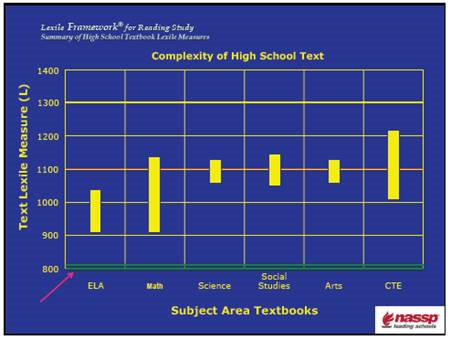 Lexile Framework® for Reading Study
Summary of High School Textbook Lexile Measures
Complexity of High School Text
Text Lexile Measure (L)
1400
1300
1200
1100
1000
900
800
ELA
Math
Science
Social
Studies
Arts
CTE
Subject Area Textbooks
nassp
leading schools